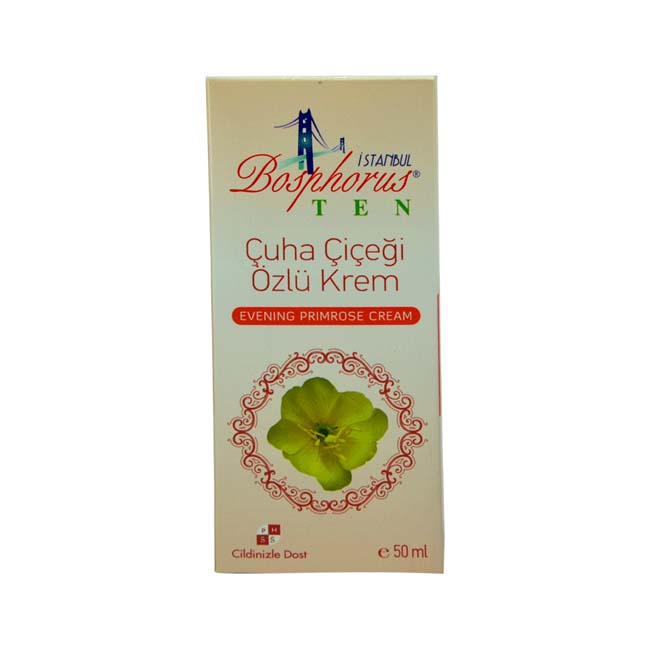 İSTANBUL
Bosphorus®
TEN
Çuha Çiçeği
Özlü Krem
EVENING PRIMROSE CREAM
P H
S S
Cildinizle Dost
e 50 ml